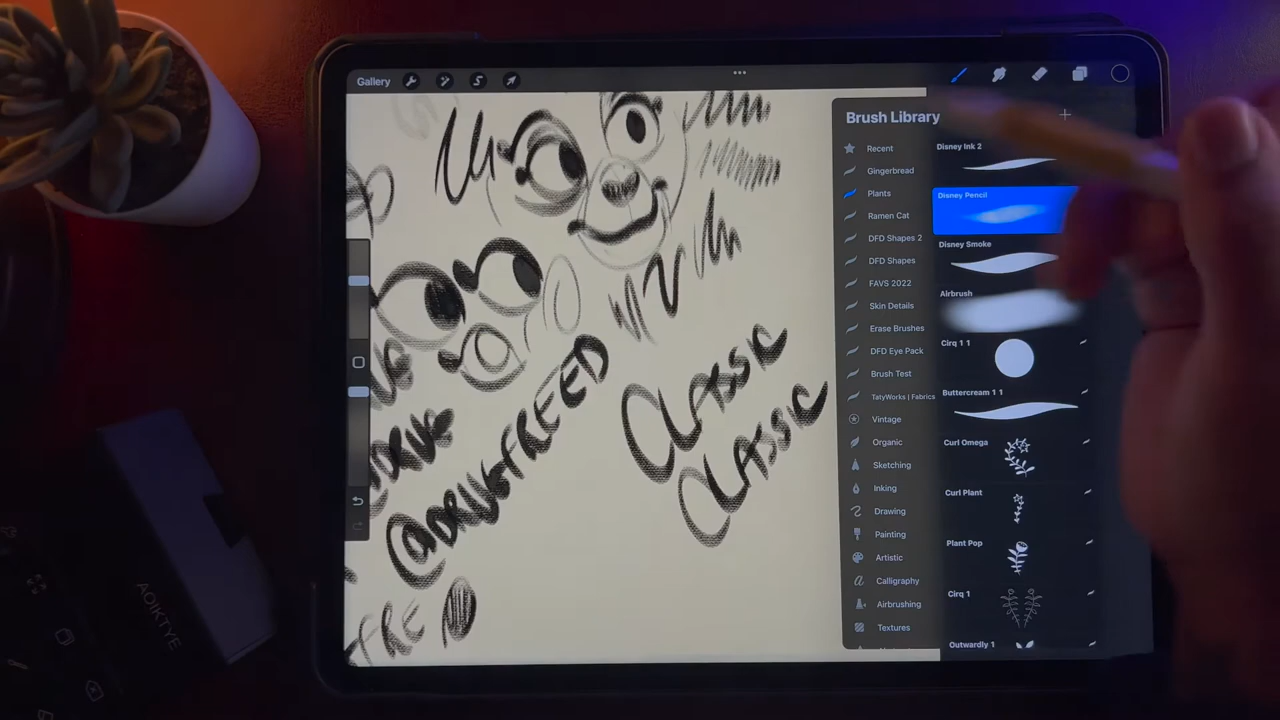 Gallery
Brush Library
Recent
Gingerbread
Plants
Ramen Cat
DFD Shapes 2
DFD Shapes
FAVS 2022
Skin Details
Erase Brushes
DFD Eye Pack
Brush Test
TatyWorks | Fabrics
Vintage
Organic
Sketching
Inking
Drawing
Painting
Artistic
Calligraphy
Airbrushing
Textures
Disney Ink 2
Disney Pencil
Disney Smoke
Airbrush
Cirq 1 1
Buttercream 1 1
Curl Omega
Curl Plant
Plant Pop
Cirq 1
Outwardly 1
CLASSIC
CLASSIC
@DRUGFREED
AOIKTYE